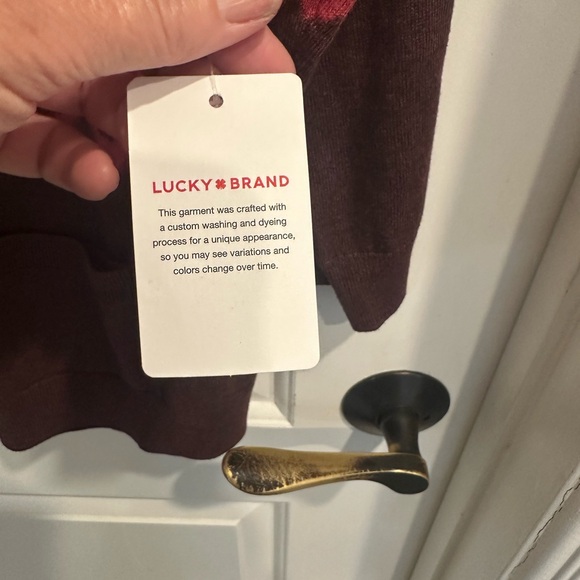 LUCKY BRAND
This garment was crafted with
a custom washing and dyeing
process for a unique appearance,
so you may see variations and
colors change over time.